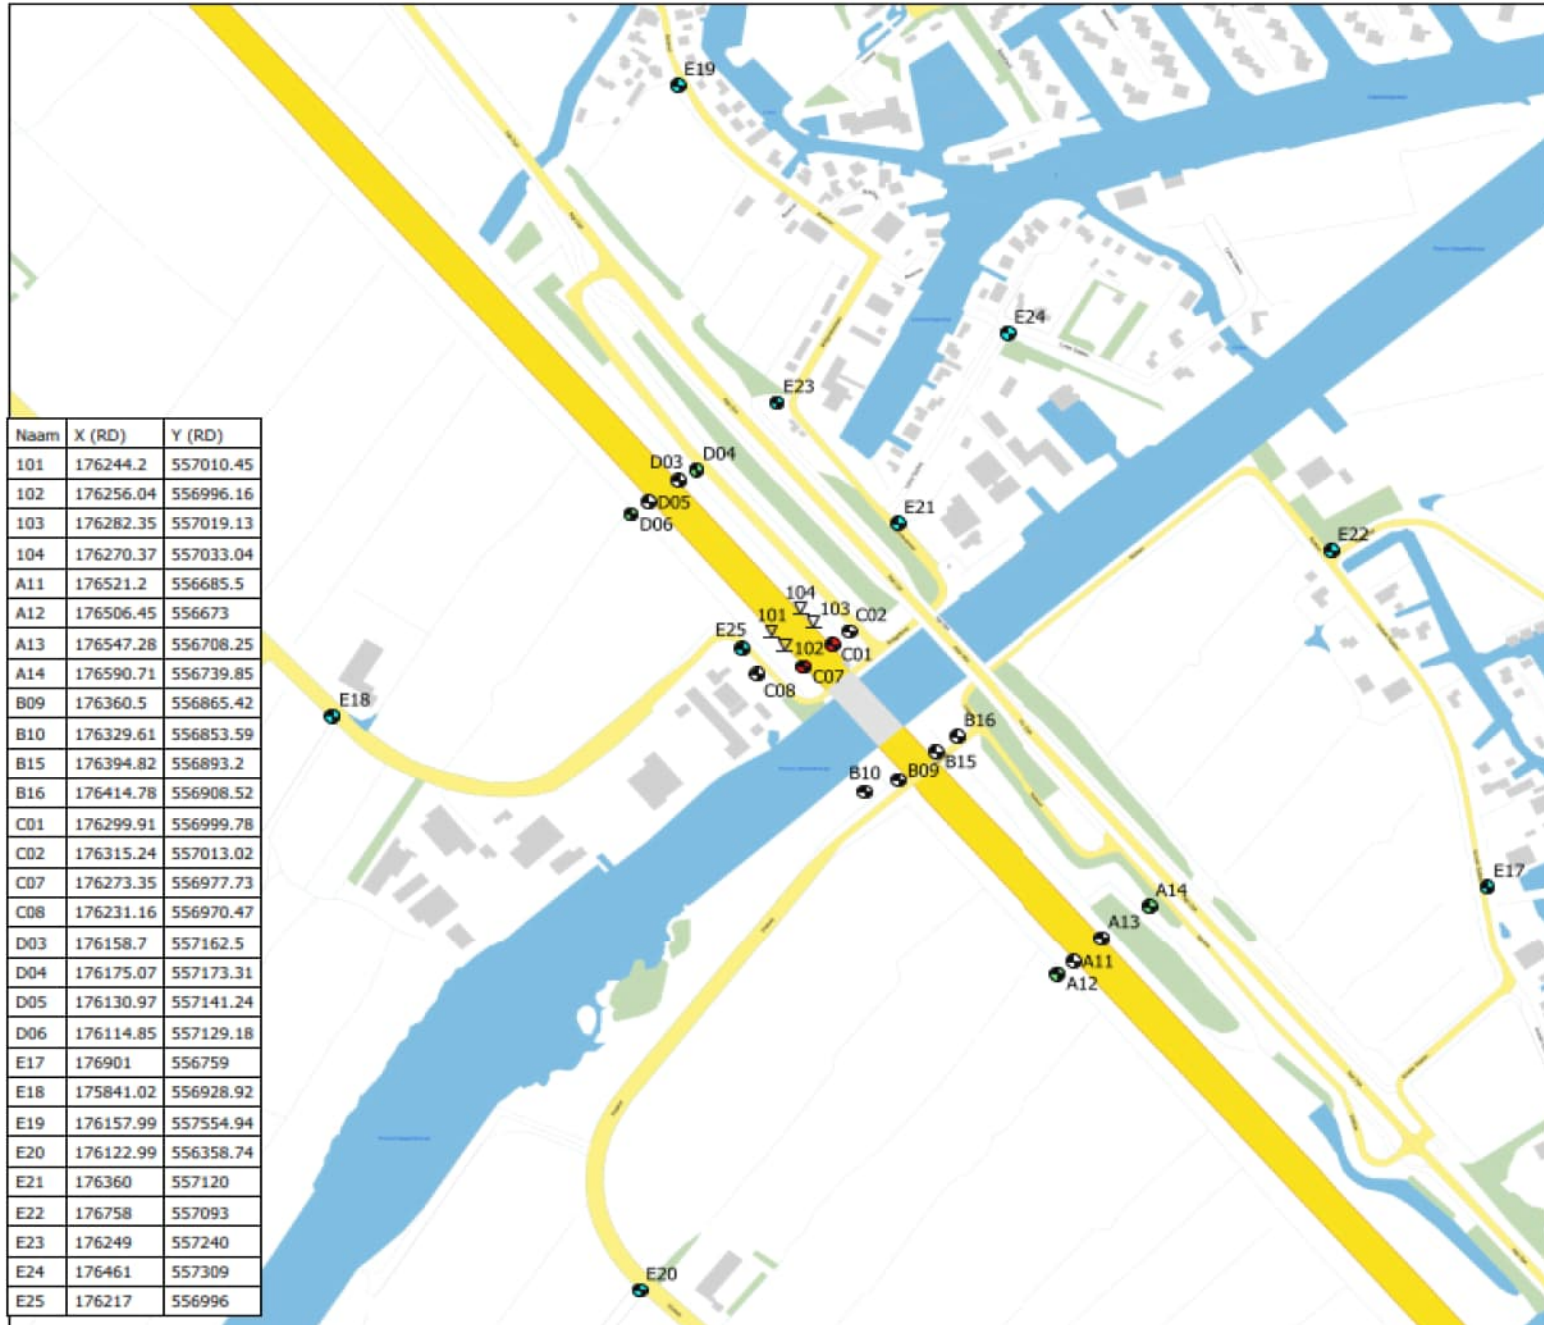 E19
E24
E23
D04
D03
D05
D06
E21
E22
104
103
101
C02
E25
102
C01
C08
C07
E18
B16
B15
B10
B09
E17
A14
A13
A11
A12
E20
Naam X (RD) Y (RD)
101 176244.2 557010.45
102 176256.04 556996.16
103 176282.35 557019.13
104 176270.37 557033.04
A11 176521.2 556685.5
A12 176506.45 556673
A13 176547.28 556708.25
A14 176590.71 556739.85
B09 176360.5 556865.42
B10 176329.61 556853.59
B15 176394.82 556893.2
B16 176414.78 556908.52
C01 176299.91 556999.78
C02 176315.24 557013.02
C07 176273.35 556977.73
C08 176231.16 556970.47
D03 176158.7 557162.5
D04 176175.07 557173.31
D05 176130.97 557141.24
D06 176114.85 557129.18
E17 176901 556759
E18 175841.02 556928.92
E19 176157.99 557554.94
E20 176122.99 556358.74
E21 176360 557120
E22 176758 557093
E23 176249 557240
E24 176461 557309
E25 176217 556996